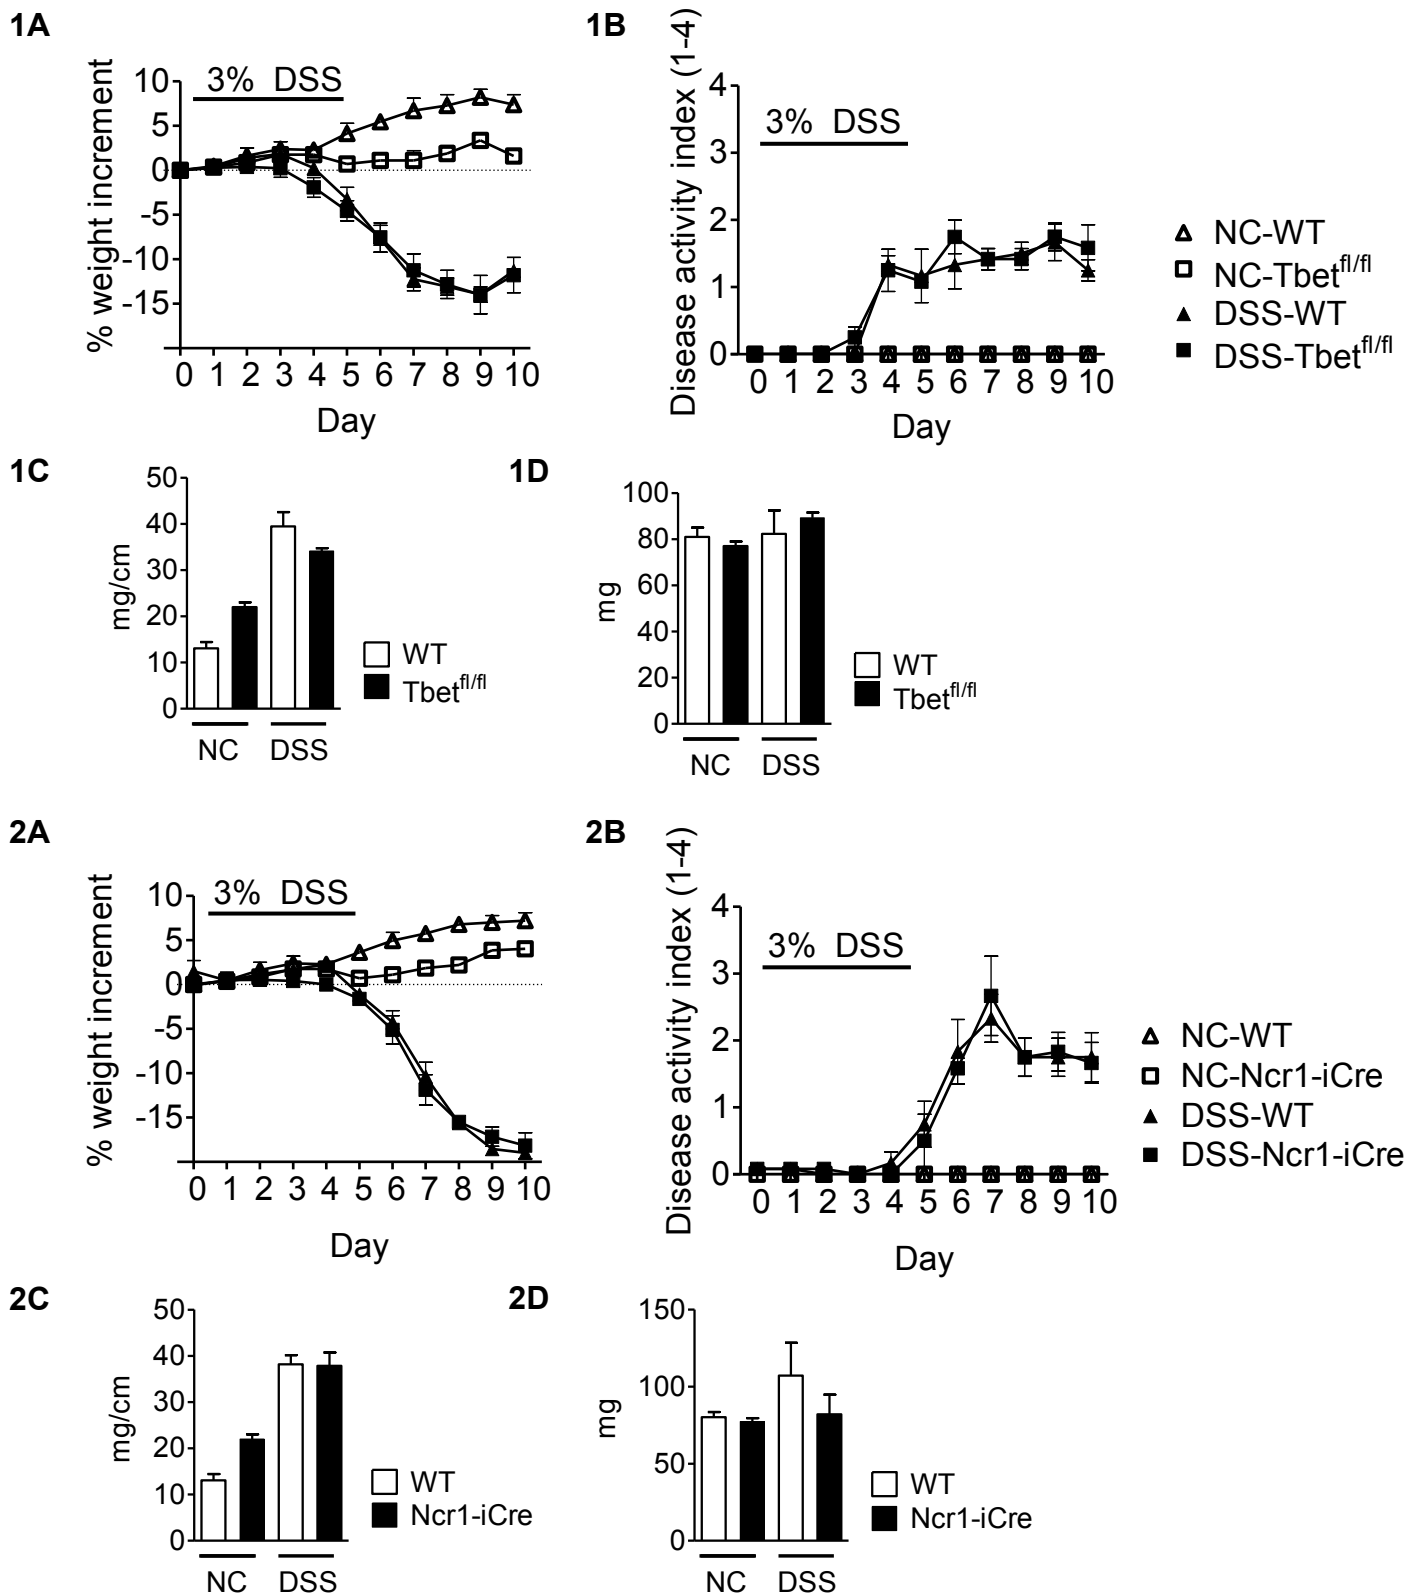 1A
% weight increment
10
5
0
-5
-10
-15
3% DSS
0 1 2 3 4 5 6 7 8 9 10
Day
1B
Disease activity index (1-4)
4
3
2
1
0
3% DSS
0 1 2 3 4 5 6 7 8 9 10
Day
NC-WT
NC-Tbet^fl/fl
DSS-WT
DSS-Tbet^fl/fl
1C
mg/cm
50
40
30
20
10
0
NC DSS
WT
Tbet^fl/fl
1D
mg
100
80
60
40
20
0
NC DSS
WT
Tbet^fl/fl
2A
% weight increment
10
5
0
-5
-10
-15
3% DSS
0 1 2 3 4 5 6 7 8 9 10
Day
2B
Disease activity index (1-4)
4
3
2
1
0
3% DSS
0 1 2 3 4 5 6 7 8 9 10
Day
NC-WT
NC-Ncr1-iCre
DSS-WT
DSS-Ncr1-iCre
2C
mg/cm
50
40
30
20
10
0
NC DSS
WT
Ncr1-iCre
2D
mg
150
100
50
0
NC DSS
WT
Ncr1-iCre